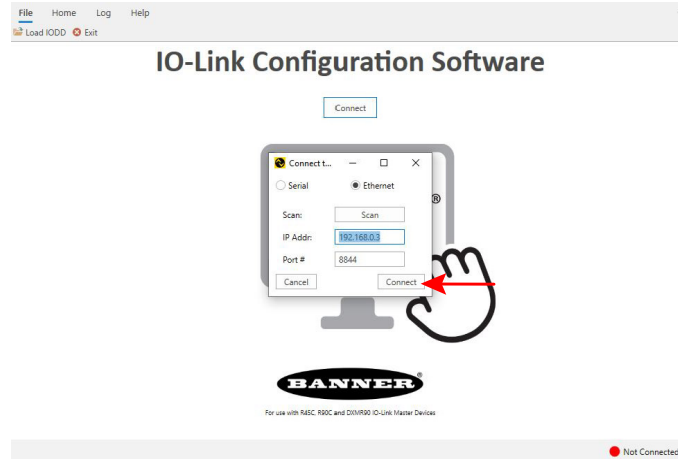 File Home Log Help
Load IODD Exit
IO-Link Configuration Software
Connect
Connect t...
Serial Ethernet
®
Scan: Scan
IP Addr: 192.168.0.3
Port # 8844
Cancel Connect
BANNER®
For use with R45C, R90C and DXMR90 IO-Link Master Devices
Not Connected